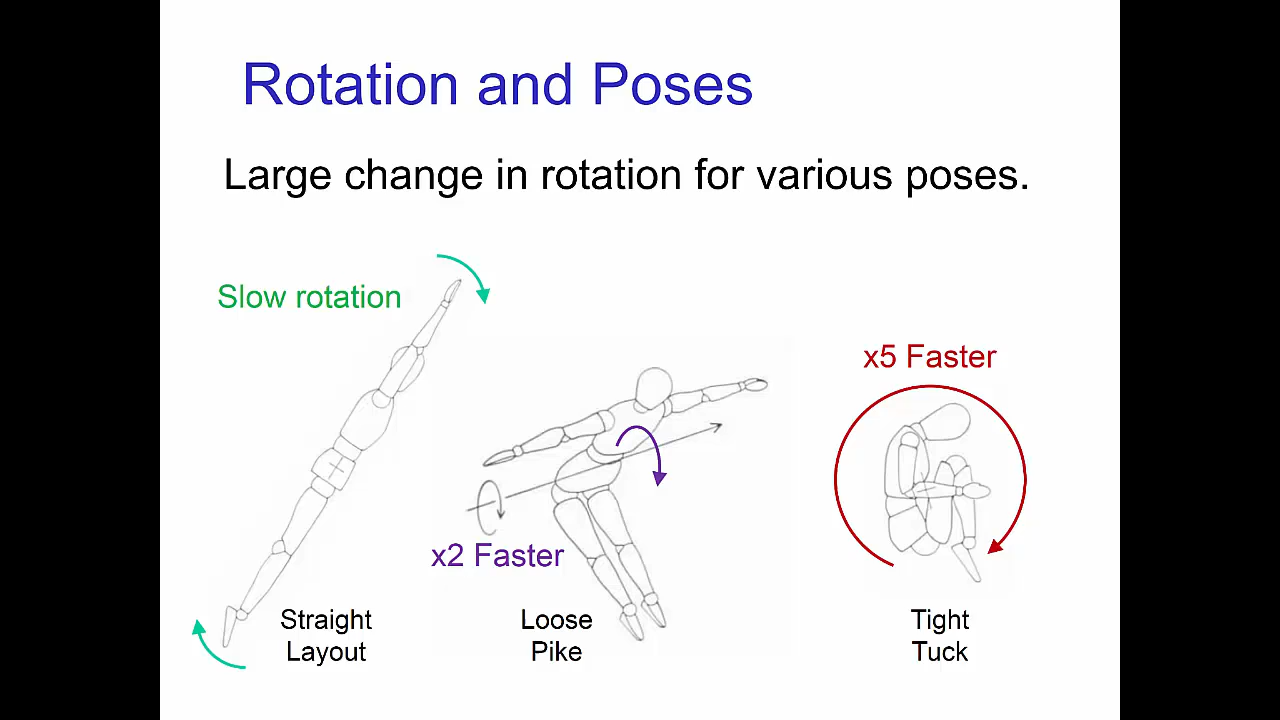 Rotation and Poses
Large change in rotation for various poses.
Slow rotation
x5 Faster
x2 Faster
Straight
Layout
Loose
Pike
Tight
Tuck